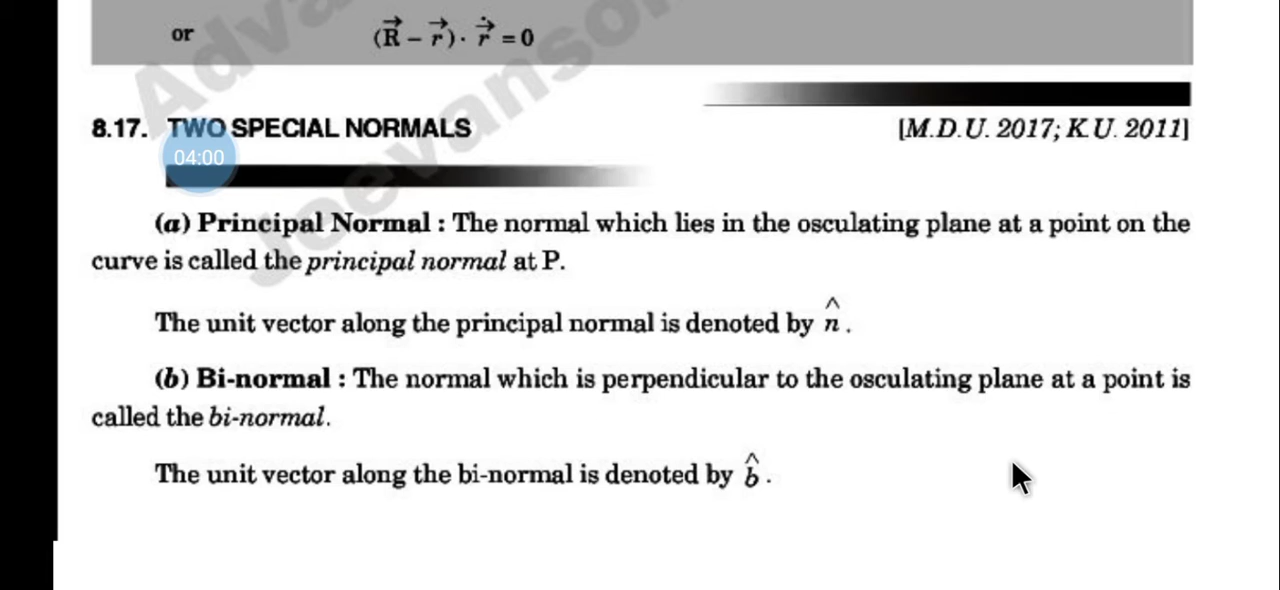 or (R⃗ – r⃗) · ṙ⃗ = 0
8.17. TWO SPECIAL NORMALS [M.D.U. 2017; K.U. 2011]
04:00
(a) Principal Normal : The normal which lies in the osculating plane at a point on the
curve is called the principal normal at P.
The unit vector along the principal normal is denoted by n̂ .
(b) Bi-normal : The normal which is perpendicular to the osculating plane at a point is
called the bi-normal.
The unit vector along the bi-normal is denoted by b̂ .